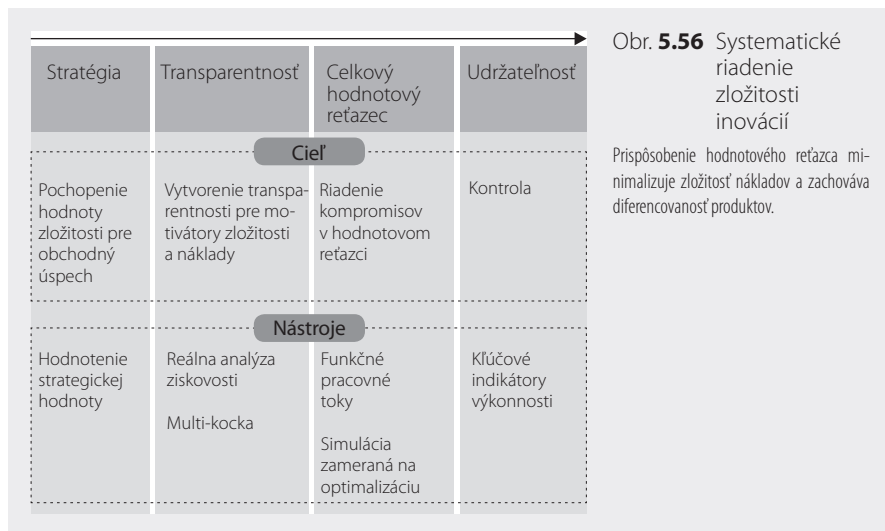 Stratégia
Transparentnosť
Celkový
hodnotový
reťazec
Udržateľnosť
Cieľ
Pochopenie
hodnoty
zložitosti pre
obchodný
úspech
Vytvorenie transpa-
rentnosti pre mo-
tivátory zložitosti
a náklady
Riadenie
kompromisov
v hodnotovom
reťazci
Kontrola
Nástroje
Hodnotenie
strategickej
hodnoty
Reálna analýza
ziskovosti
Multi-kocka
Funkčné
pracovné
toky
Simulácia
zameraná na
optimalizáciu
Kľúčové
indikátory
výkonnosti
Obr. 5.56 Systematické
riadenie
zložitosti
inovácií
Prispôsobenie hodnotového reťazca mi-
nimalizuje zložitosť nákladov a zachováva
diferencovanosť produktov.